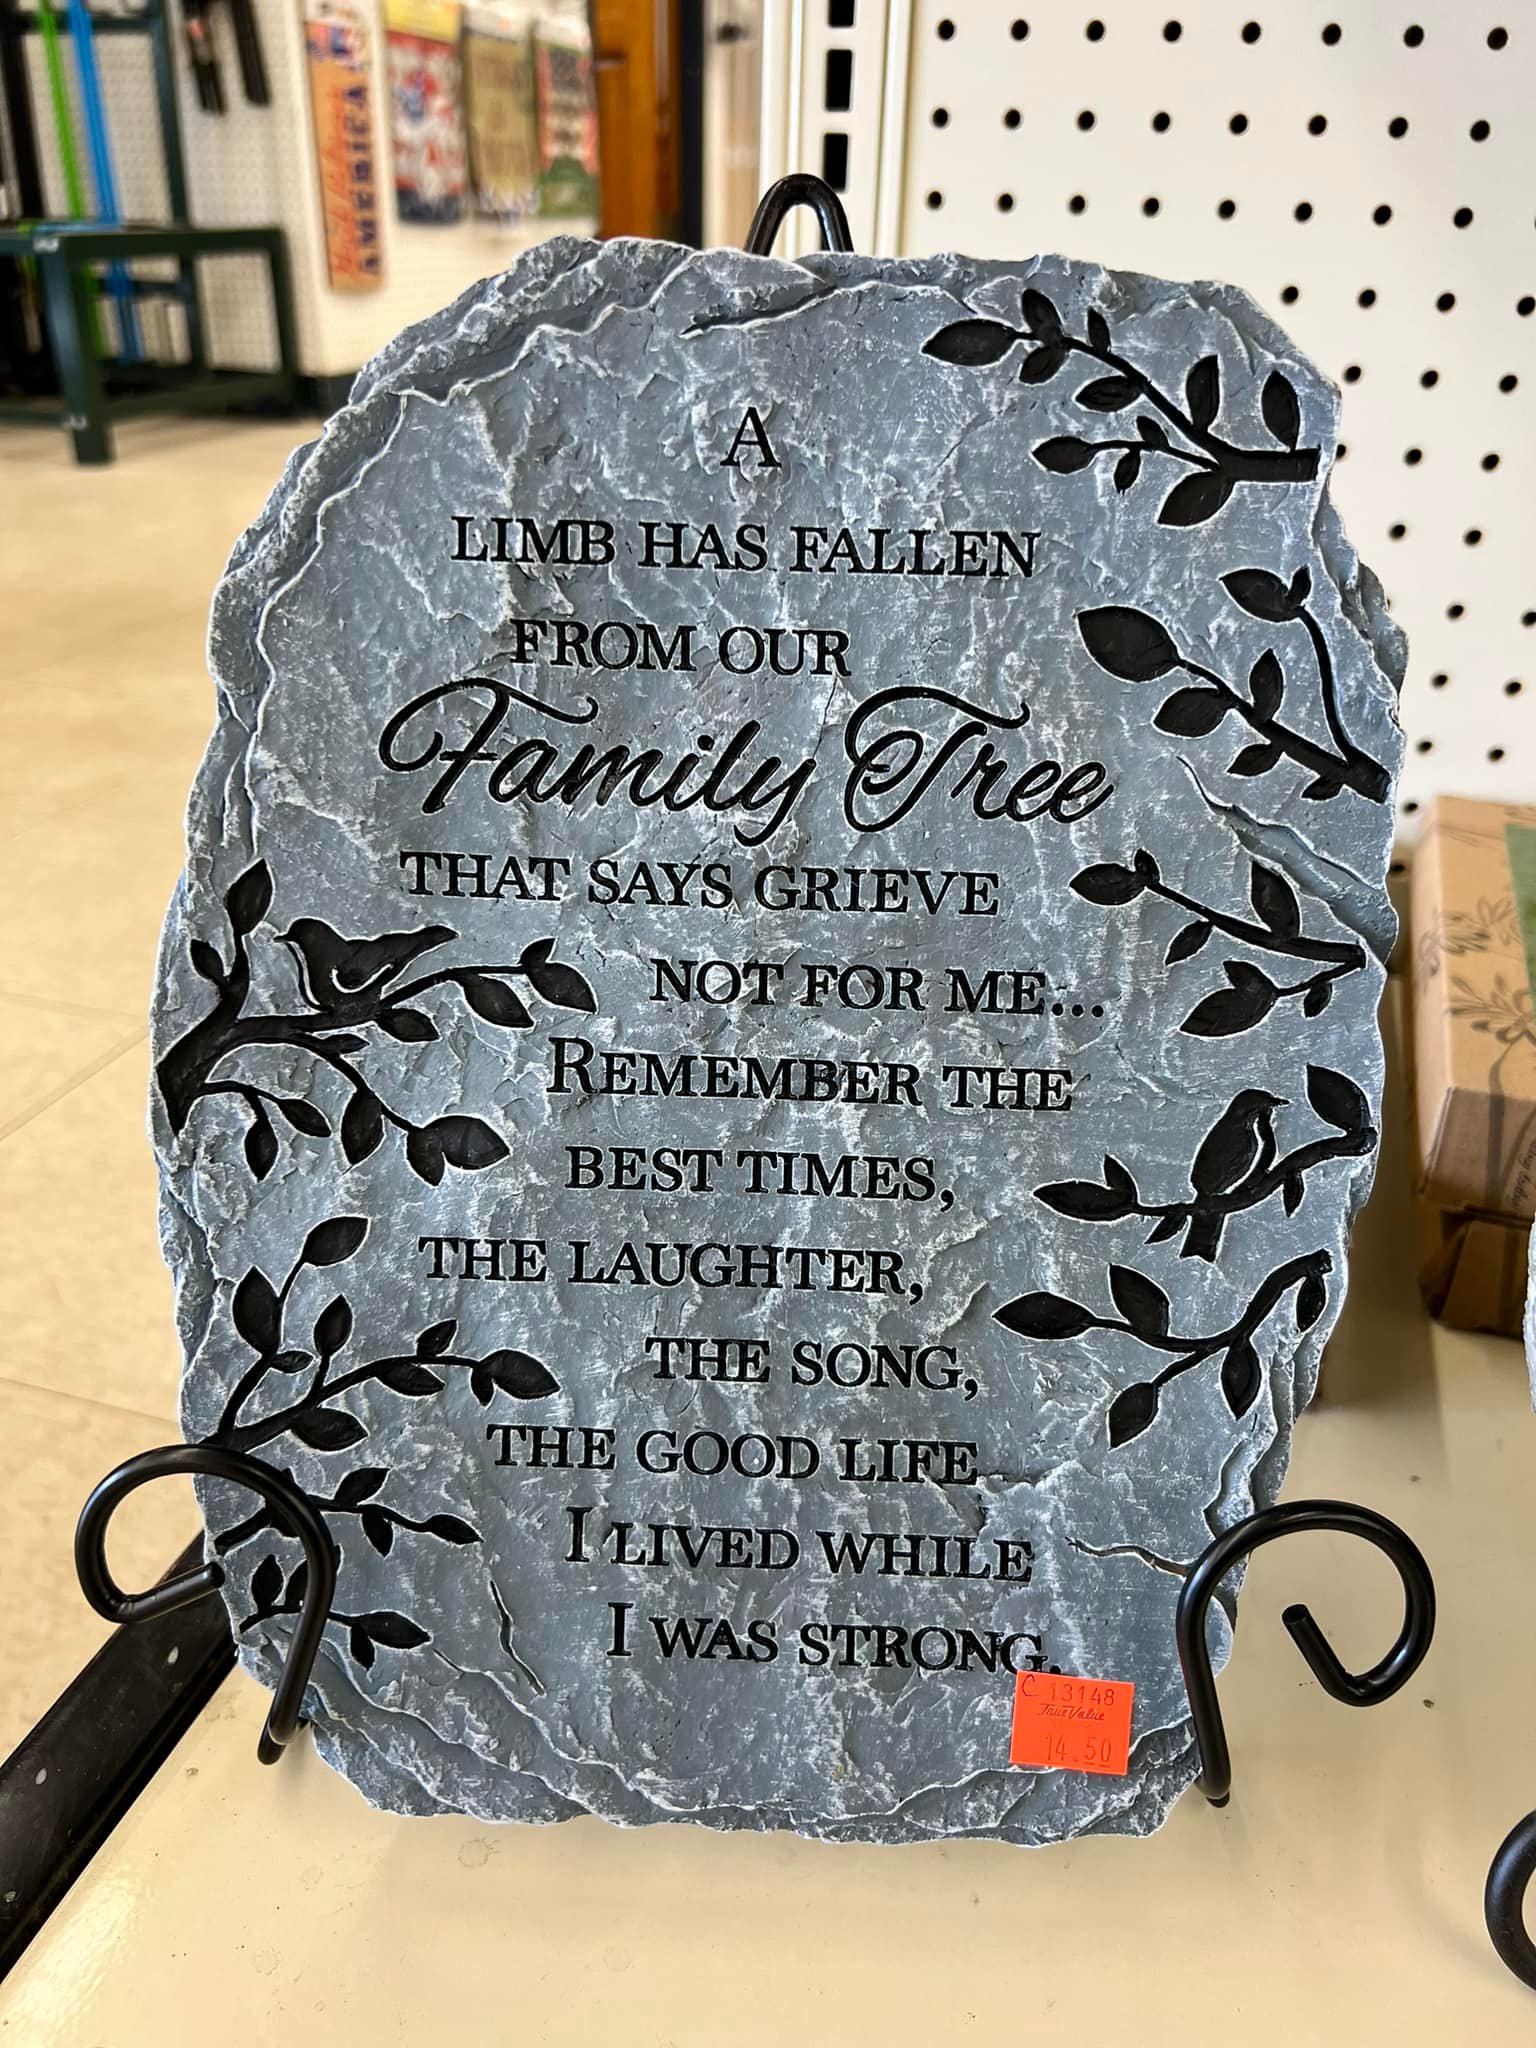 AMERICA
A
LIMB HAS FALLEN
FROM OUR
Family Tree
THAT SAYS GRIEVE
NOT FOR ME...
REMEMBER THE
BEST TIMES,
THE LAUGHTER,
THE SONG,
THE GOOD LIFE
I LIVED WHILE
I WAS STRONG.
C 13148
True Value
14.50